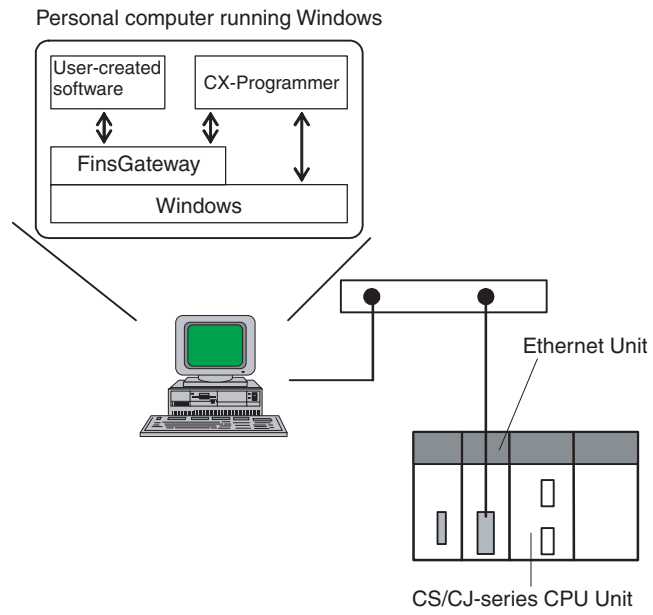 Personal computer running Windows
User-created
software
CX-Programmer
FinsGateway
Windows
Ethernet Unit
CS/CJ-series CPU Unit